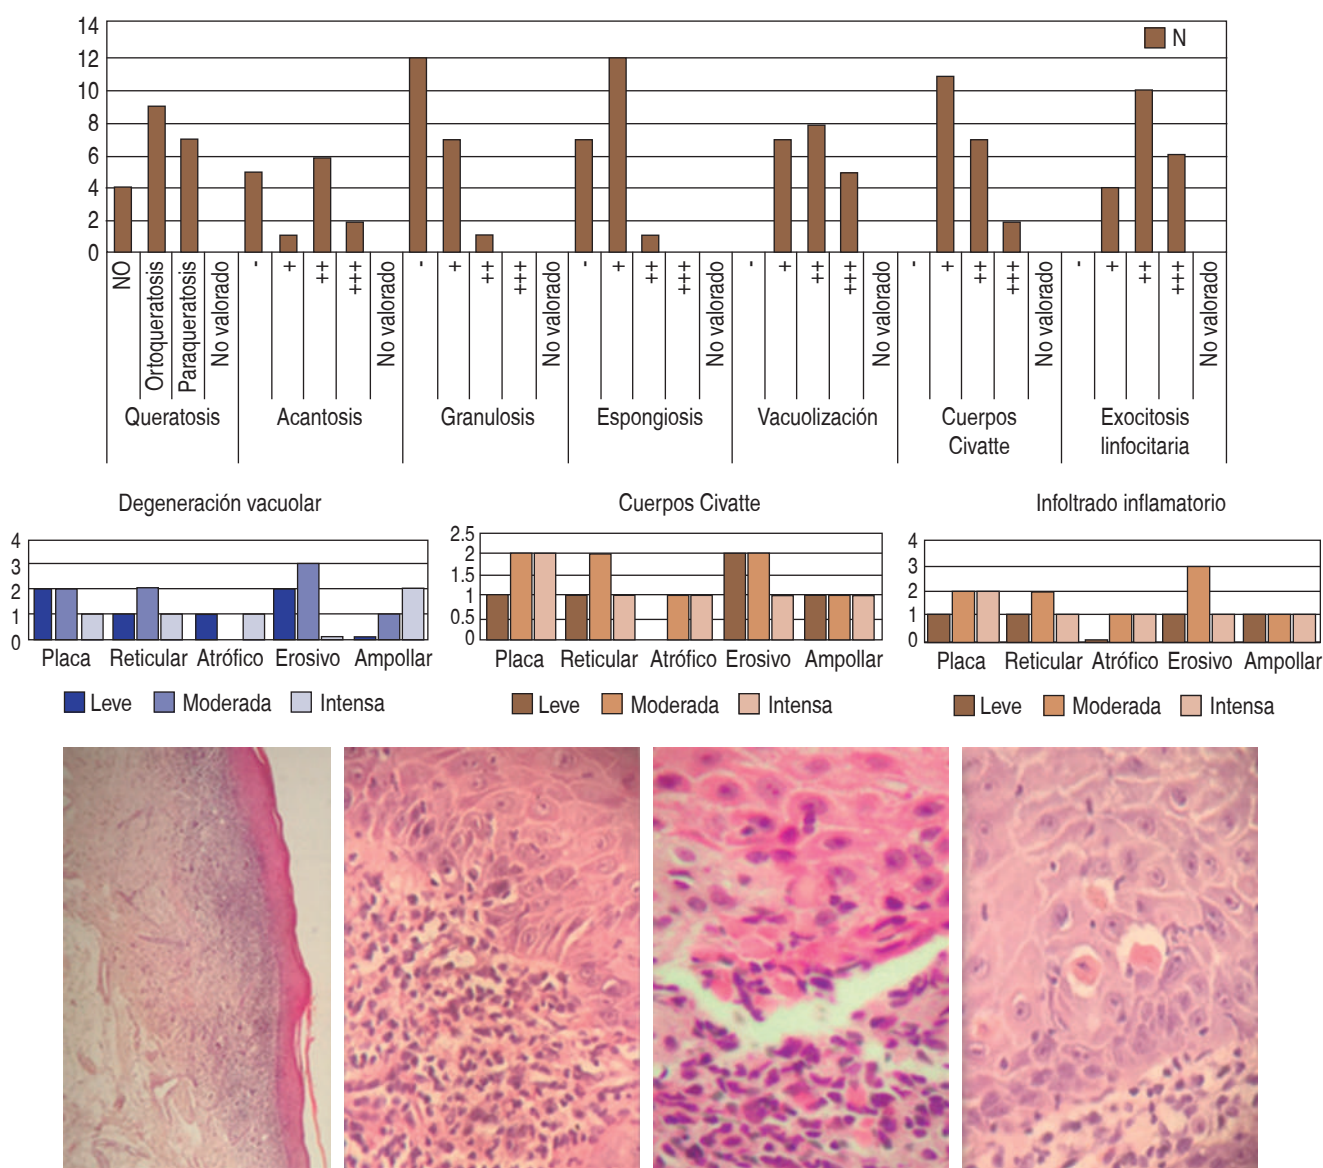 14
12
10
8
6
4
2
0
N
NO
Ortoqueratosis
Paraqueratosis
No valorado
-
+
++
+++
No valorado
-
+
++
+++
No valorado
-
+
++
+++
No valorado
-
+
++
+++
No valorado
-
+
++
+++
No valorado
-
+
++
+++
No valorado
Queratosis
Acantosis
Granulosis
Espongiosis
Vacuolización
Cuerpos
Civatte
Exocitosis
linfocitaria
Degeneración vacuolar
4
3
2
1
0
Placa Reticular Atrófico Erosivo Ampollar
Leve Moderada Intensa
Cuerpos Civatte
2.5
2
1.5
1
0.5
0
Placa Reticular Atrófico Erosivo Ampollar
Leve Moderada Intensa
Infoltrado inflamatorio
4
3
2
1
0
Placa Reticular Atrófico Erosivo Ampollar
Leve Moderada Intensa